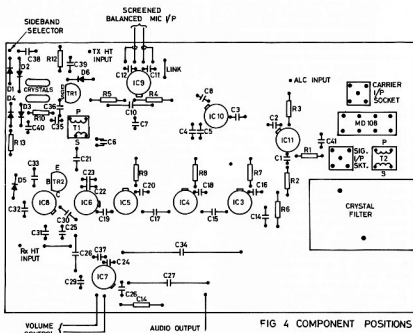 SIDEBAND
SELECTOR
SCREENED
BALANCED MIC I/P
C38
R12
TX HT
INPUT
C39
D6
C12
C11
LINK
D1
D2
CRYSTALS
TR1
IC9
R5
R4
C10
C7
C8
IC10
C3
C4
C5
ALC INPUT
R3
C2
IC11
C1
R1
C41
CARRIER
I/P
SOCKET
MD 108
SIG.
I/P
SKT.
P
T2
S
D4
D3
R10
C40
C36
C35
P
T1
S
C6
R13
C21
C33
D5
E
TR2
C23
C22
R9
C20
R8
C18
R7
C16
R2
R6
C14
CRYSTAL
FILTER
C32
IC8
IC6
IC5
IC4
IC3
C30
C19
C17
C15
C31
C25
Rx HT
INPUT
C26
C37
C24
C34
C29
IC7
C27
C26
C14
VOLUME
CONTROL
AUDIO OUTPUT
FIG 4 COMPONENT POSITIONS